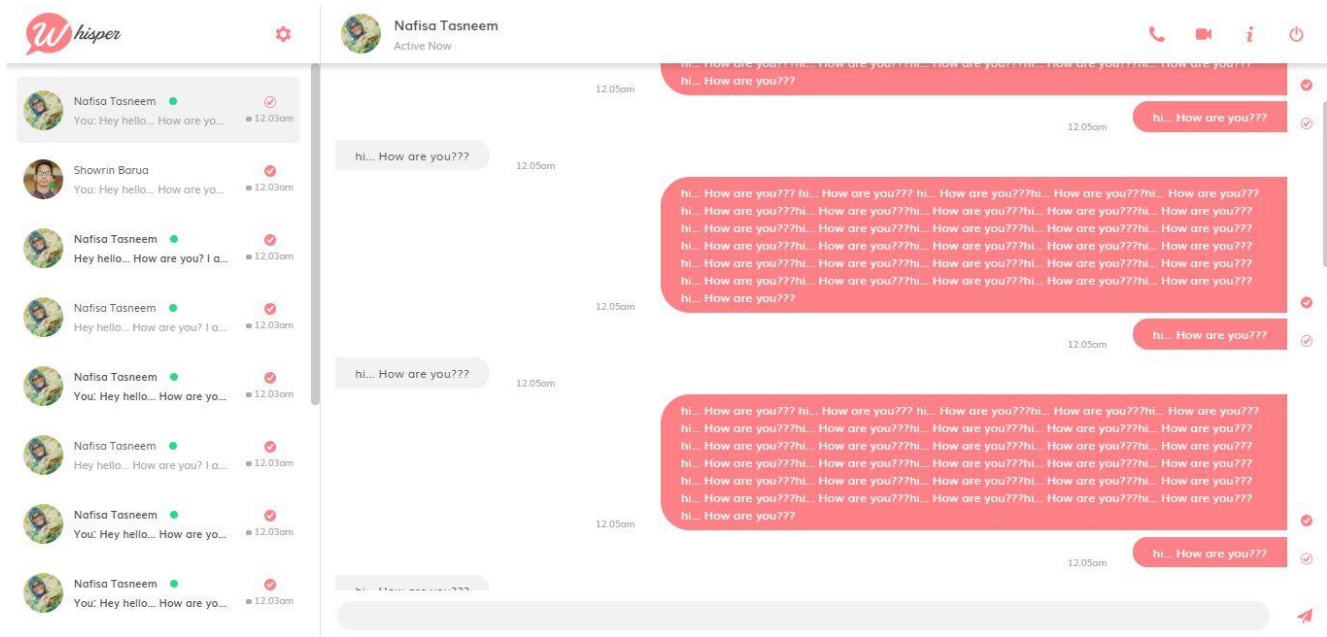 Whisper
Nafisa Tasneem
You: Hey hello... How are yo...
12.03am
Showrin Barua
You: Hey hello... How are yo...
12.03am
Nafisa Tasneem
Hey hello... How are you? I a...
12.03am
Nafisa Tasneem
Hey hello... How are you? I a...
12.03am
Nafisa Tasneem
You: Hey hello... How are yo...
12.03am
Nafisa Tasneem
Hey hello... How are you? I a...
12.03am
Nafisa Tasneem
You: Hey hello... How are yo...
12.03am
Nafisa Tasneem
You: Hey hello... How are yo...
12.03am
Nafisa Tasneem
Active Now
hi... How are you???
12.05am
hi... How are you???
12.05am
hi... How are you???
12.05am
hi... How are you??? hi... How are you??? hi... How are you???hi... How are you???hi... How are you???
hi... How are you???hi... How are you???hi... How are you???hi... How are you???hi... How are you???
hi... How are you???hi... How are you???hi... How are you???hi... How are you???hi... How are you???
hi... How are you???hi... How are you???hi... How are you???hi... How are you???hi... How are you???
hi... How are you???hi... How are you???hi... How are you???hi... How are you???hi... How are you???
hi... How are you???hi... How are you???hi... How are you???hi... How are you???hi... How are you???
hi... How are you???
12.05am
hi... How are you???
12.05am
hi... How are you???
12.05am
hi... How are you??? hi... How are you??? hi... How are you???hi... How are you???hi... How are you???
hi... How are you???hi... How are you???hi... How are you???hi... How are you???hi... How are you???
hi... How are you???hi... How are you???hi... How are you???hi... How are you???hi... How are you???
hi... How are you???hi... How are you???hi... How are you???hi... How are you???hi... How are you???
hi... How are you???hi... How are you???hi... How are you???hi... How are you???hi... How are you???
hi... How are you???hi... How are you???hi... How are you???hi... How are you???hi... How are you???
hi... How are you???
12.05am
hi... How are you???
12.05am